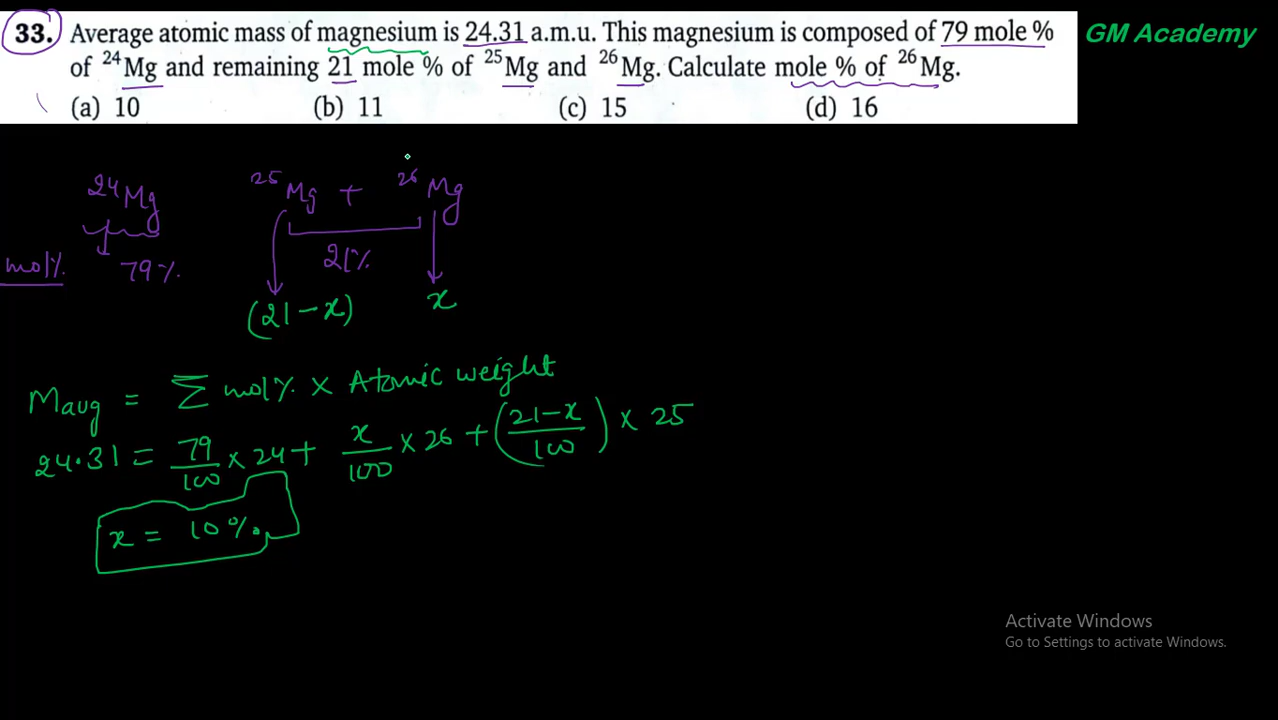 33. Average atomic mass of magnesium is 24.31 a.m.u. This magnesium is composed of 79 mole %
GM Academy
of ²⁴Mg and remaining 21 mole % of ²⁵Mg and ²⁶Mg. Calculate mole % of ²⁶Mg.
(a) 10 (b) 11 (c) 15 (d) 16
²⁴Mg ²⁵Mg + ²⁶Mg
mol% 79% 21%
(21-x) x
Mavg = Σ mol% × Atomic weight
24.31 = 79/100 × 24 + x/100 × 26 + (21-x/100) × 25
x = 10%
Activate Windows
Go to Settings to activate Windows.